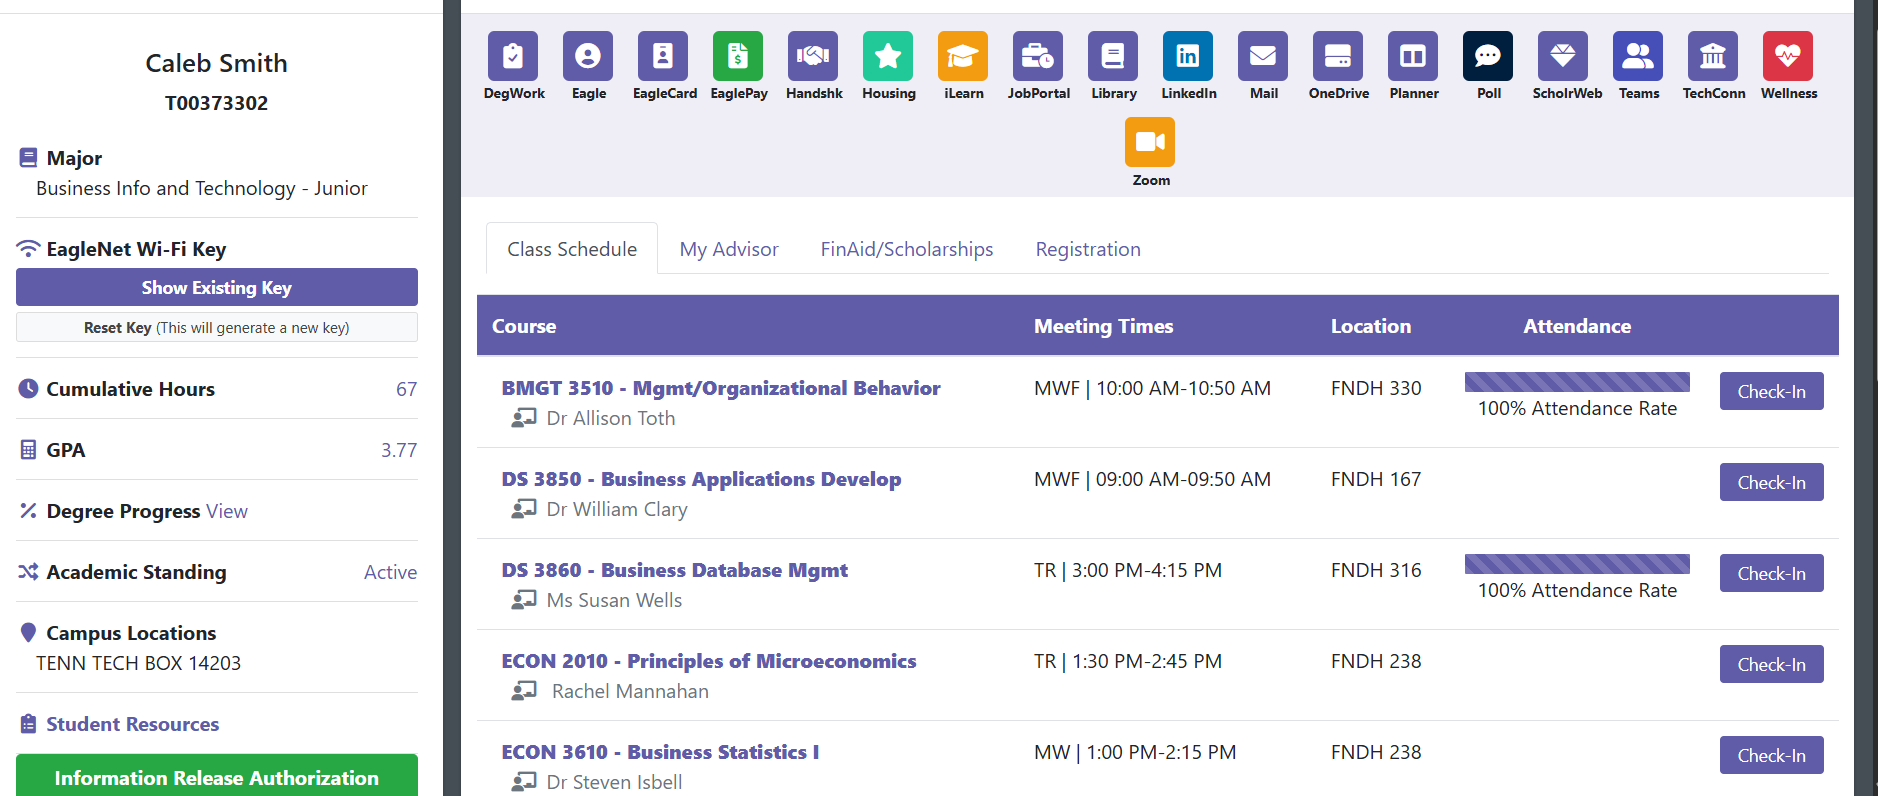 Caleb Smith
T00373302
Major
Business Info and Technology - Junior
EagleNet Wi-Fi Key
Show Existing Key
Reset Key (This will generate a new key)
Cumulative Hours 67
GPA 3.77
Degree Progress View
Academic Standing Active
Campus Locations
TENN TECH BOX 14203
Student Resources
Information Release Authorization
DegWork Eagle EagleCard EaglePay Handshk Housing iLearn JobPortal Library LinkedIn Mail OneDrive Planner Poll ScholrWeb Teams TechConn Wellness
Zoom
Class Schedule My Advisor FinAid/Scholarships Registration
Course Meeting Times Location Attendance
BMGT 3510 - Mgmt/Organizational Behavior MWF | 10:00 AM-10:50 AM FNDH 330 Check-In
Dr Allison Toth 100% Attendance Rate
DS 3850 - Business Applications Develop MWF | 09:00 AM-09:50 AM FNDH 167 Check-In
Dr William Clary
DS 3860 - Business Database Mgmt TR | 3:00 PM-4:15 PM FNDH 316 Check-In
Ms Susan Wells 100% Attendance Rate
ECON 2010 - Principles of Microeconomics TR | 1:30 PM-2:45 PM FNDH 238 Check-In
Rachel Mannahan
ECON 3610 - Business Statistics I MW | 1:00 PM-2:15 PM FNDH 238 Check-In
Dr Steven Isbell